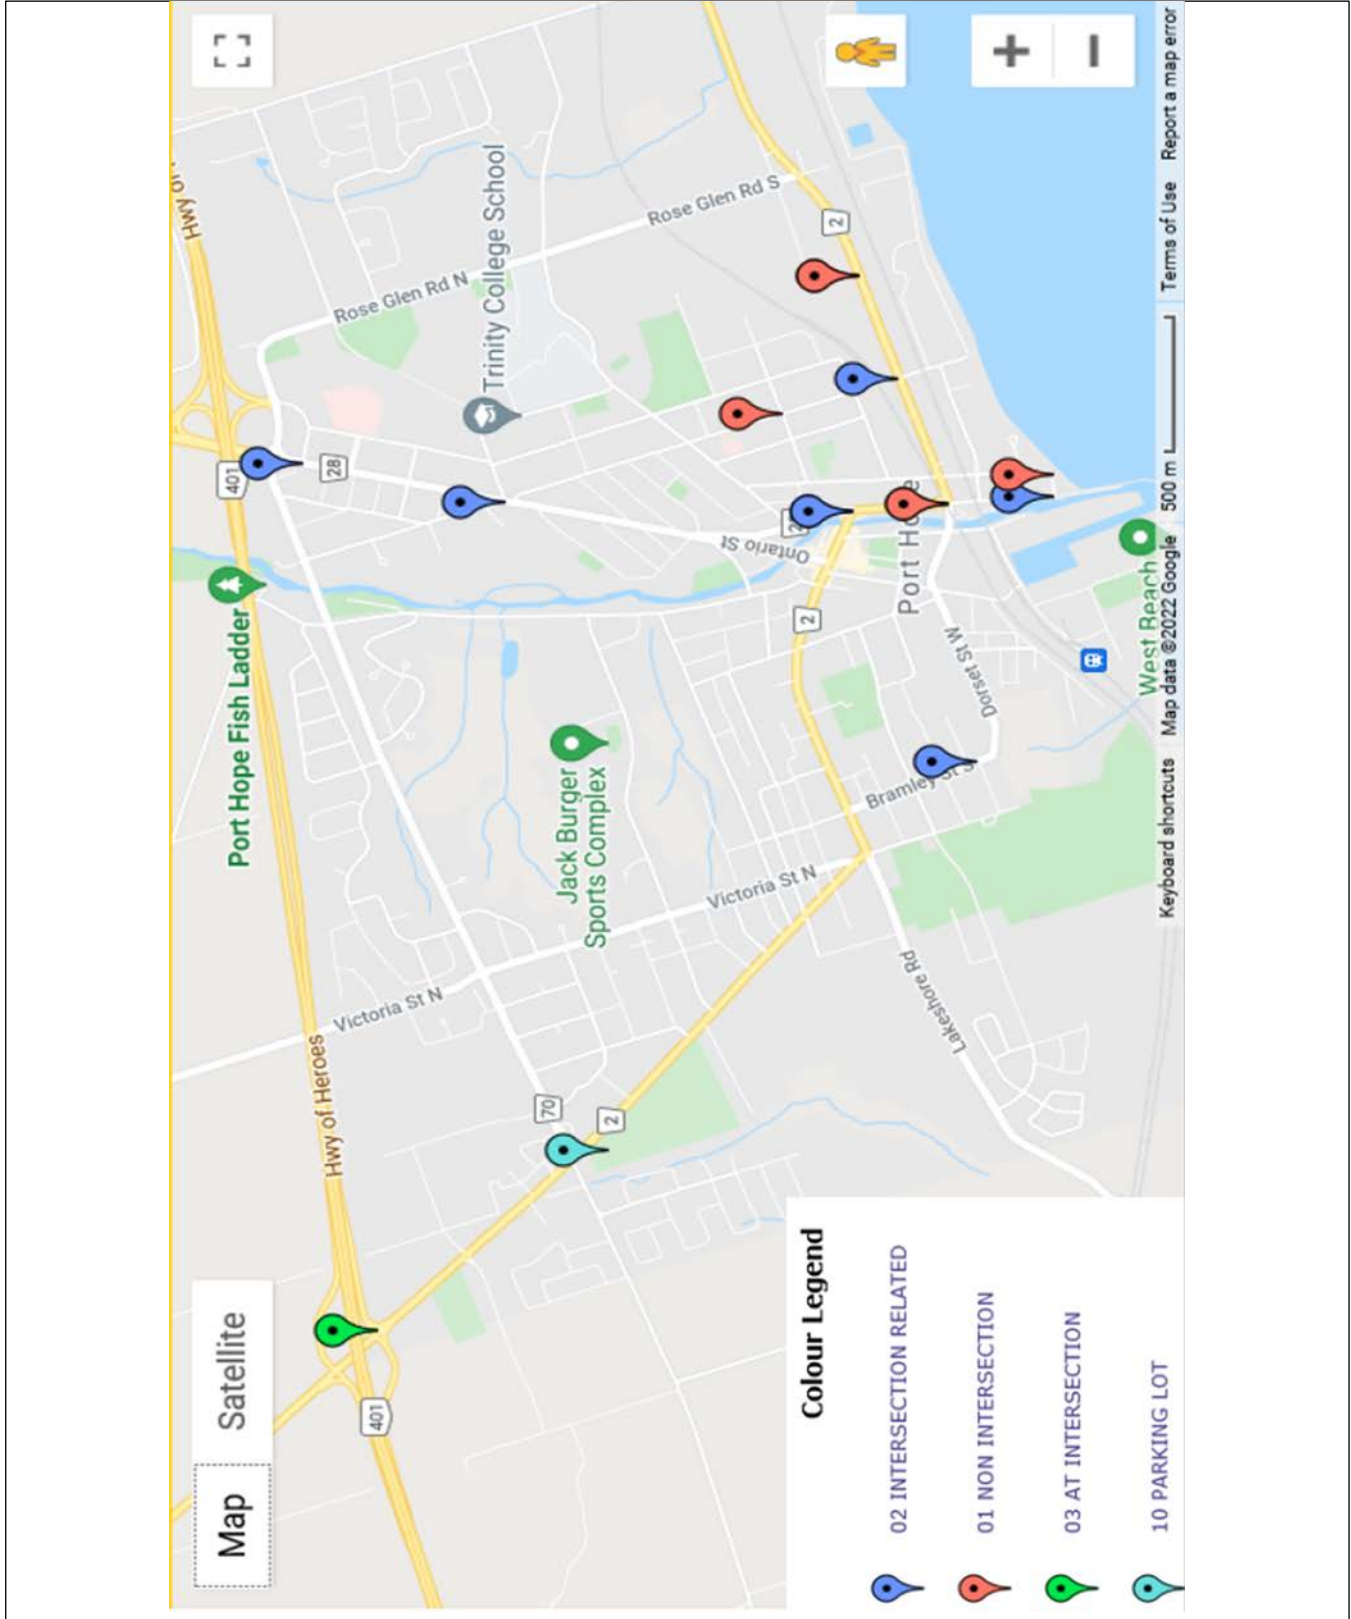 Map
Satellite
Hwy of Heroes
401
401
Port Hope Fish Ladder
28
Rose Glen Rd N
Rose Glen Rd S
Trinity College School
Victoria St N
Victoria St N
Jack Burger
Sports Complex
70
2
2
2
Ontario St
Port H
Dorset St W
Bramley St S
Lakeshore Rd
West Beach
Colour Legend
02 INTERSECTION RELATED
01 NON INTERSECTION
03 AT INTERSECTION
10 PARKING LOT
Keyboard shortcuts
Map data ©2022 Google
500 m
Terms of Use
Report a map error